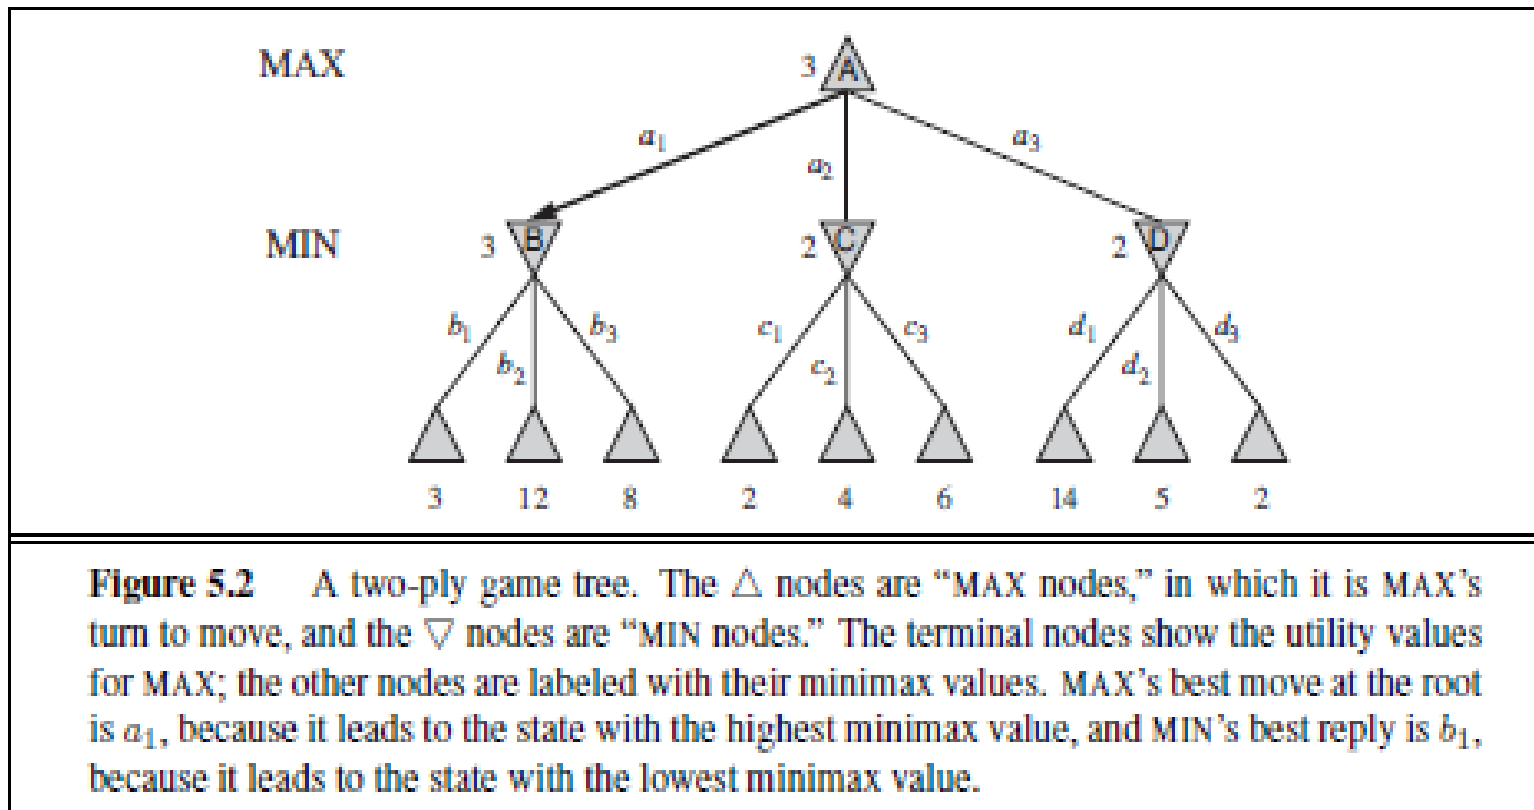 MAX
3 A
a1 a2 a3
MIN
3 B 2 C 2 D
b1 b2 b3 c1 c2 c3 d1 d2 d3
3 12 8 2 4 6 14 5 2
Figure 5.2 A two-ply game tree. The △ nodes are “MAX nodes,” in which it is MAX’s
turn to move, and the ▽ nodes are “MIN nodes.” The terminal nodes show the utility values
for MAX; the other nodes are labeled with their minimax values. MAX’s best move at the root
is a1, because it leads to the state with the highest minimax value, and MIN’s best reply is b1,
because it leads to the state with the lowest minimax value.